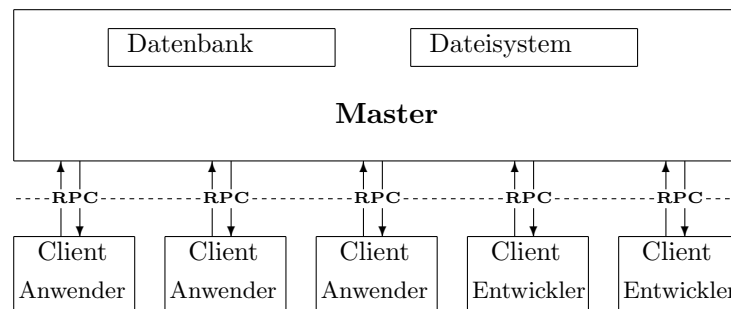 Datenbank Dateisystem
Master
RPC RPC RPC RPC RPC
Client Client Client Client Client
Anwender Anwender Anwender Entwickler Entwickler